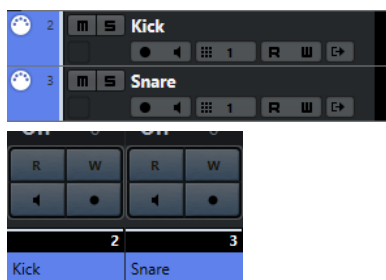 2 m S Kick
1 R W
3 m S Snare
1 R W
R W R W
2 3
Kick Snare